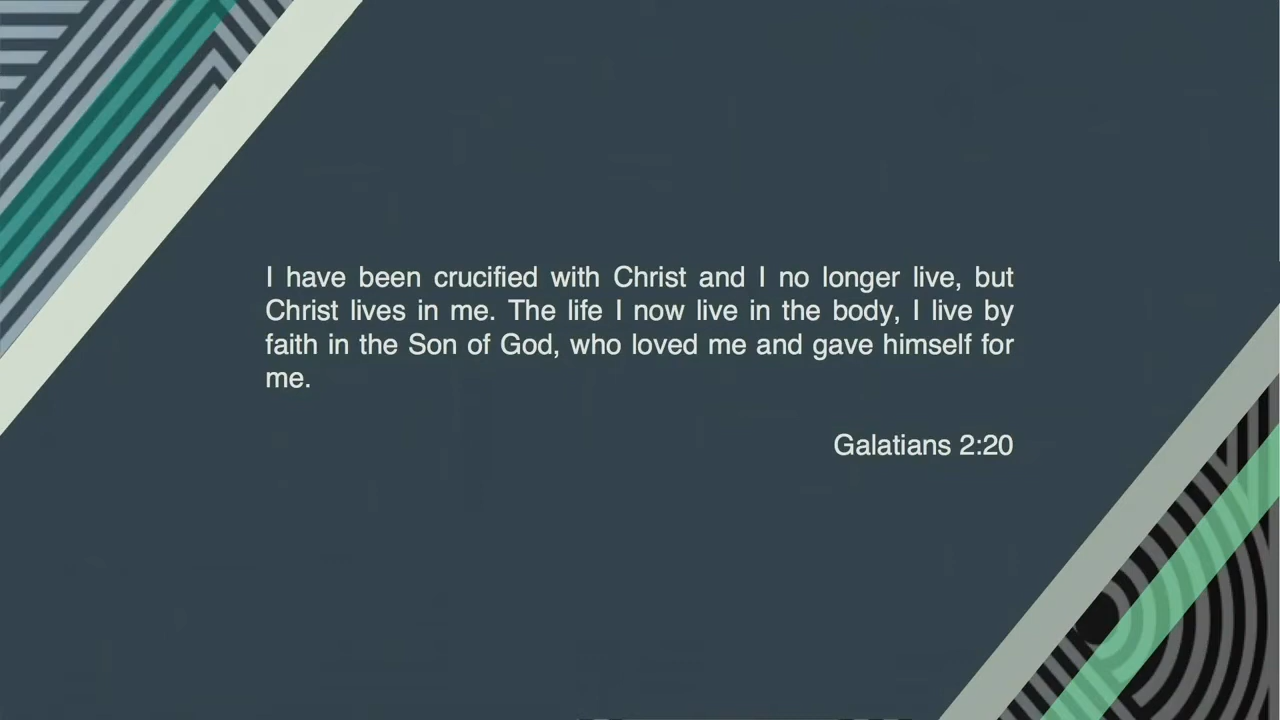 I have been crucified with Christ and I no longer live, but
Christ lives in me. The life I now live in the body, I live by
faith in the Son of God, who loved me and gave himself for
me.
Galatians 2:20